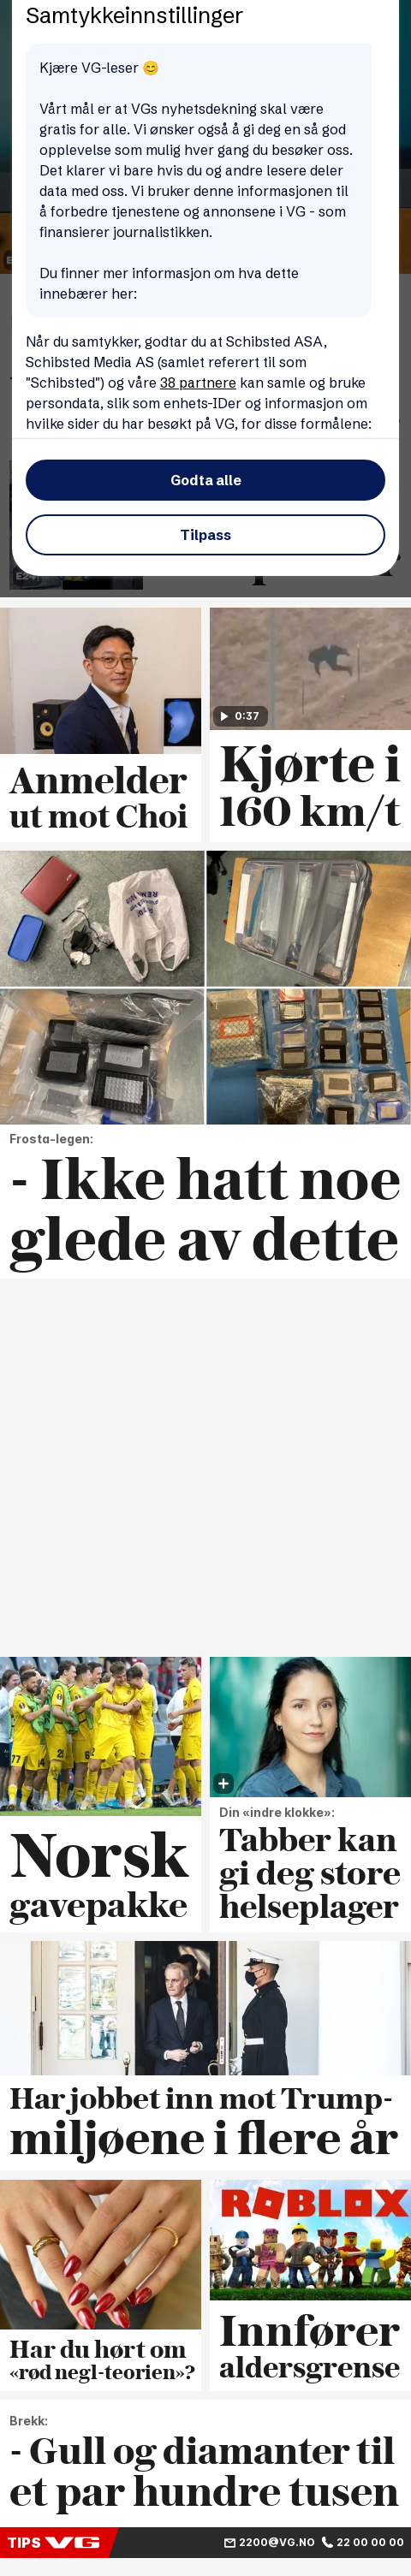 Samtykkeinnstillinger
Kjære VG-leser 😊
Vårt mål er at VGs nyhetsdekning skal være
gratis for alle. Vi ønsker også å gi deg en så god
opplevelse som mulig hver gang du besøker oss.
Det klarer vi bare hvis du og andre lesere deler
data med oss. Vi bruker denne informasjonen til
å forbedre tjenestene og annonsene i VG - som
finansierer journalistikken.
Du finner mer informasjon om hva dette
innebærer her:
Når du samtykker, godtar du at Schibsted ASA,
Schibsted Media AS (samlet referert til som
"Schibsted") og våre 38 partnere kan samle og bruke
persondata, slik som enhets-IDer og informasjon om
hvilke sider du har besøkt på VG, for disse formålene:
Godta alle
Tilpass
E24
0:37
Anmelder
ut mot Choi
Kjørte i
160 km/t
Frosta-legen:
- Ikke hatt noe
glede av dette
Norsk
gavepakke
Din «indre klokke»:
Tabber kan
gi deg store
helseplager
Har jobbet inn mot Trump-
miljøene i flere år
Har du hørt om
«rød negl-teorien»?
ROBLOX
Innfører
aldersgrense
Brekk:
- Gull og diamanter til
et par hundre tusen
TIPS VG 2200@VG.NO 22 00 00 00